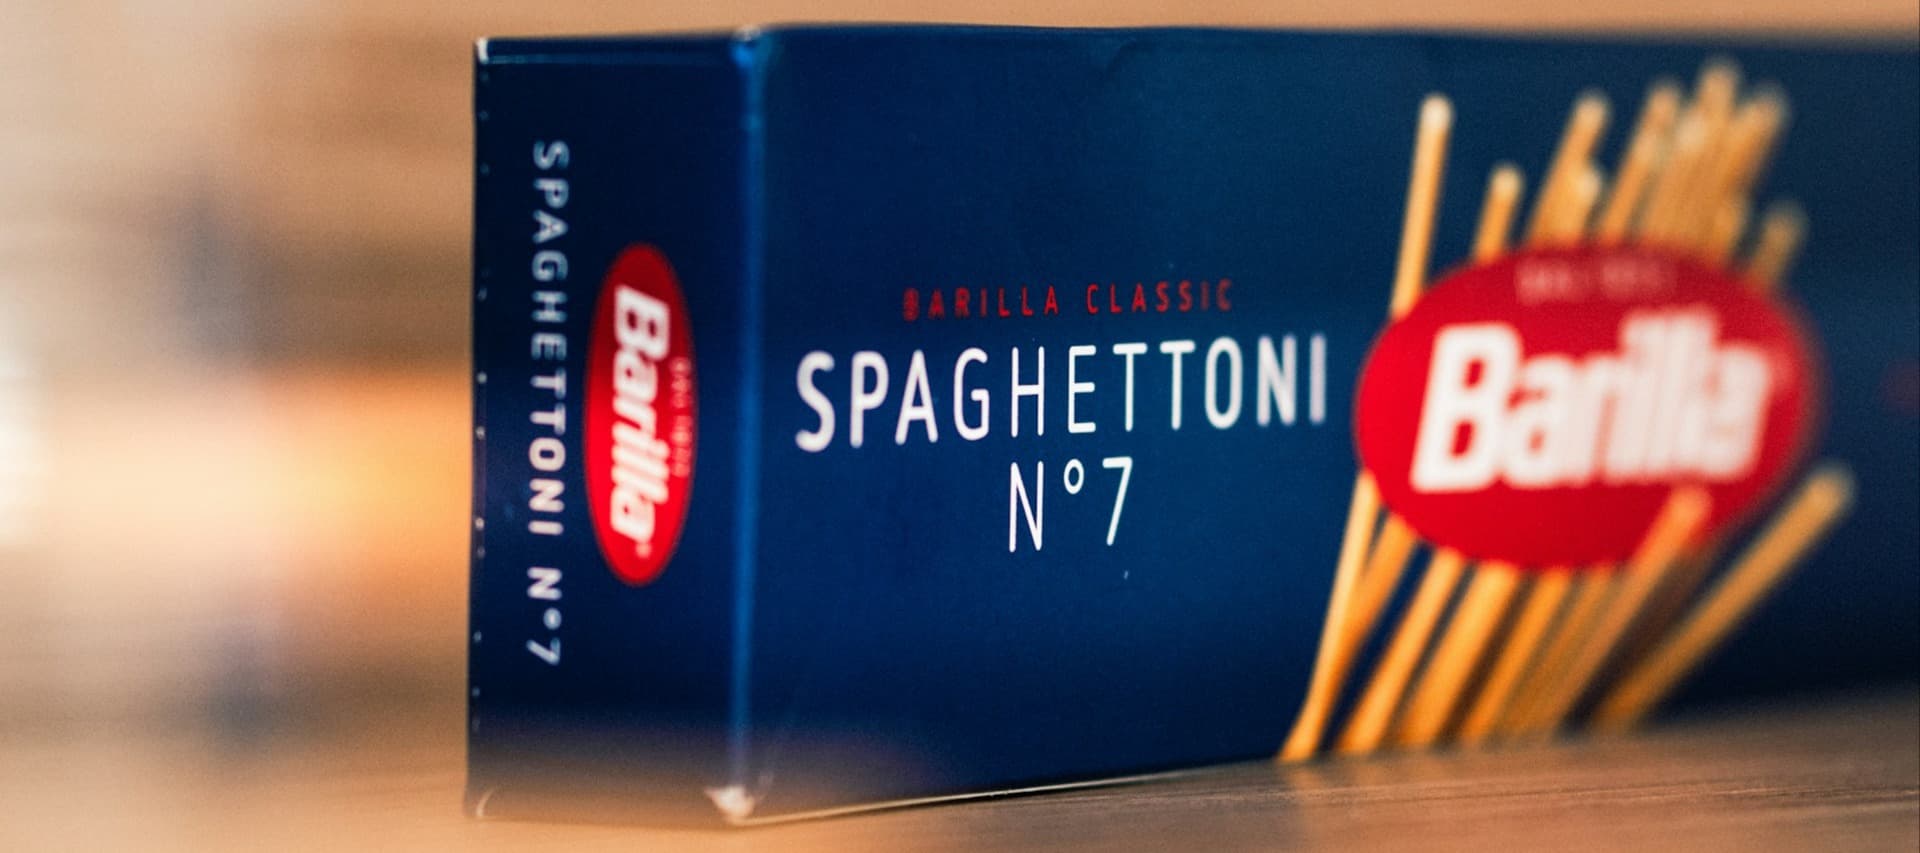 SPAGHETTONI N°7
Barilla
BARILLA CLASSIC
SPAGHETTONI
N°7
Barilla